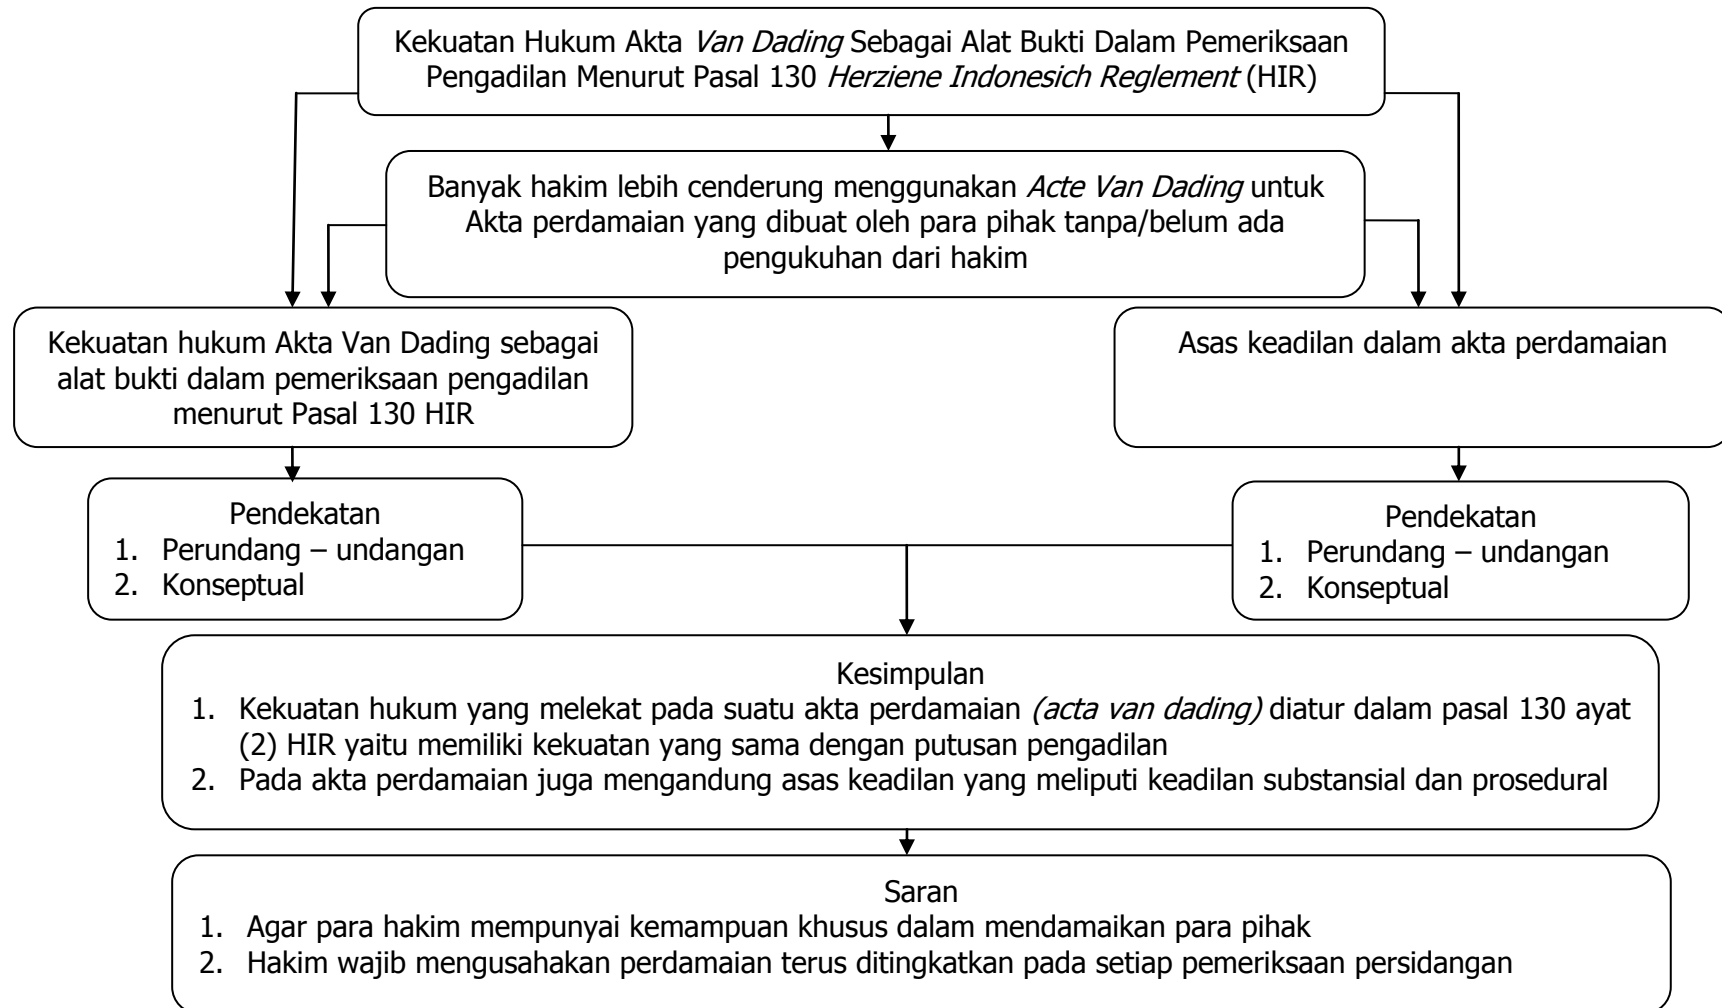 Kekuatan Hukum Akta Van Dading Sebagai Alat Bukti Dalam Pemeriksaan
Pengadilan Menurut Pasal 130 Herziene Indonesich Reglement (HIR)
Banyak hakim lebih cenderung menggunakan Acte Van Dading untuk
Akta perdamaian yang dibuat oleh para pihak tanpa/belum ada
pengukuhan dari hakim
Kekuatan hukum Akta Van Dading sebagai
alat bukti dalam pemeriksaan pengadilan
menurut Pasal 130 HIR
Asas keadilan dalam akta perdamaian
Pendekatan
1. Perundang – undangan
2. Konseptual
Pendekatan
1. Perundang – undangan
2. Konseptual
Kesimpulan
1. Kekuatan hukum yang melekat pada suatu akta perdamaian (acta van dading) diatur dalam pasal 130 ayat
(2) HIR yaitu memiliki kekuatan yang sama dengan putusan pengadilan
2. Pada akta perdamaian juga mengandung asas keadilan yang meliputi keadilan substansial dan prosedural
Saran
1. Agar para hakim mempunyai kemampuan khusus dalam mendamaikan para pihak
2. Hakim wajib mengusahakan perdamaian terus ditingkatkan pada setiap pemeriksaan persidangan